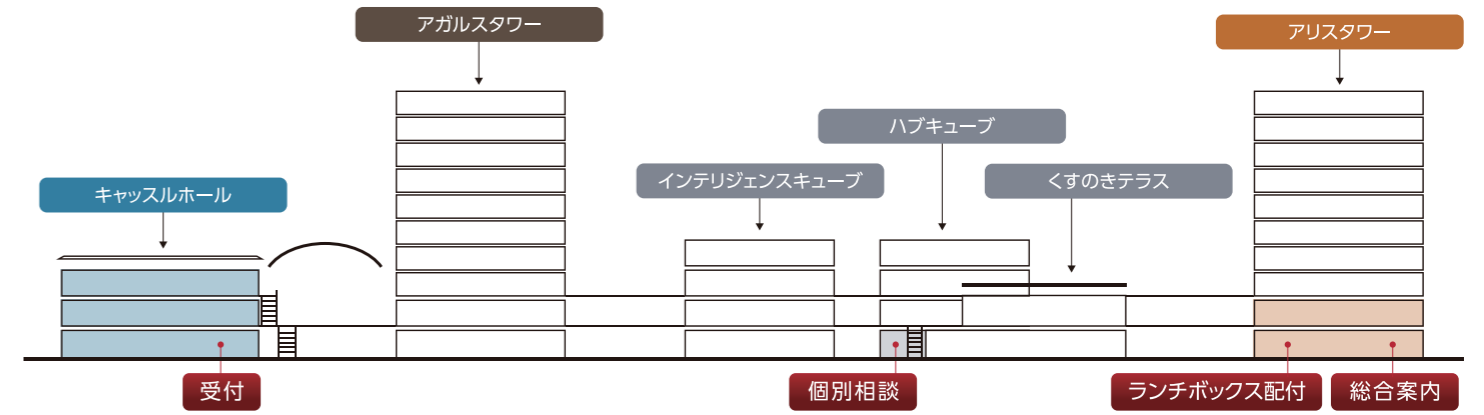 アガルスタワー
アリスタワー
ハブキューブ
インテリジェンスキューブ
くすのきテラス
キャッスルホール
受付
個別相談
ランチボックス配付
総合案内